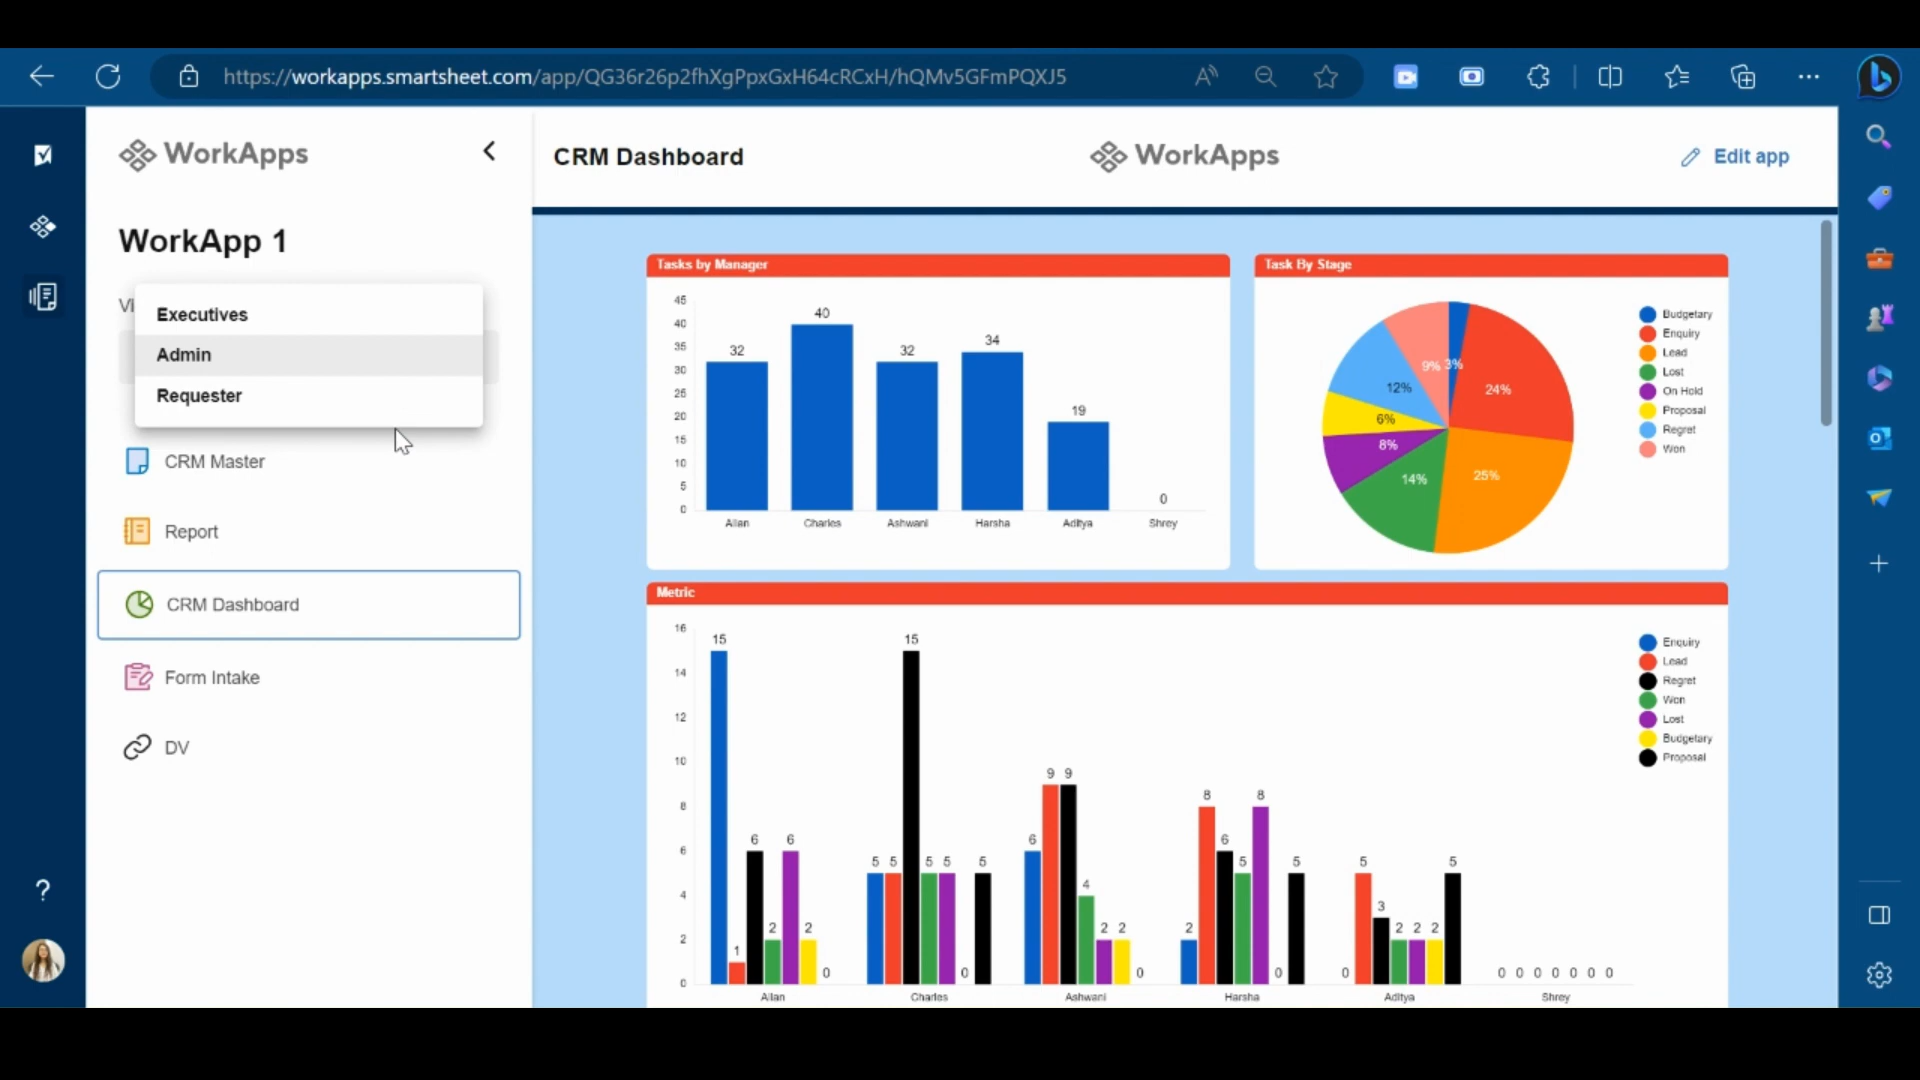 https://workapps.smartsheet.com/app/QG36r26p2fhXgPpxGxH64cRCxH/hQMv5GFmPQXJ5
WorkApps
CRM Dashboard
WorkApps
Edit app
WorkApp 1
Executives
Admin
Requester
CRM Master
Report
CRM Dashboard
Form Intake
DV
?
Tasks by Manager
45
40
35
30
25
20
15
10
5
0
32
40
32
34
19
0
Allan
Charles
Ashwani
Harsha
Aditya
Shrey
Task By Stage
3%
24%
25%
14%
8%
6%
12%
9%
Budgetary
Enquiry
Lead
Lost
On Hold
Proposal
Regret
Won
Metric
16
14
12
10
8
6
4
2
0
15 1 6 2 6 2 0
5 5 15 5 5 0 5
6 9 9 4 2 2 0
2 8 6 5 8 0 5
0 5 3 2 2 2 5
0 0 0 0 0 0 0
Allan
Charles
Ashwani
Harsha
Aditya
Shrey
Enquiry
Lead
Regret
Won
Lost
Budgetary
Proposal